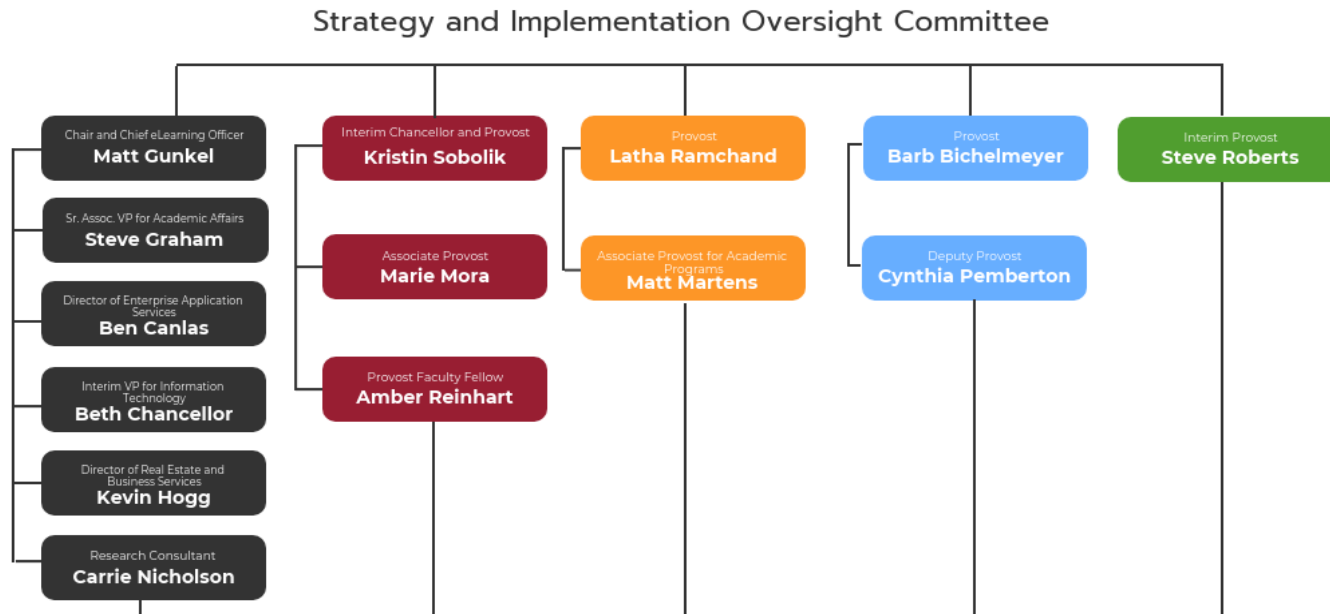 Strategy and Implementation Oversight Committee
Chair and Chief eLearning Officer
Matt Gunkel
Sr. Assoc. VP for Academic Affairs
Steve Graham
Director of Enterprise Application
Services
Ben Canlas
Interim VP for Information
Technology
Beth Chancellor
Director of Real Estate and
Business Services
Kevin Hogg
Research Consultant
Carrie Nicholson
Interim Chancellor and Provost
Kristin Sobolik
Associate Provost
Marie Mora
Provost Faculty Fellow
Amber Reinhart
Provost
Latha Ramchand
Associate Provost for Academic
Programs
Matt Martens
Provost
Barb Bichelmeyer
Deputy Provost
Cynthia Pemberton
Interim Provost
Steve Roberts